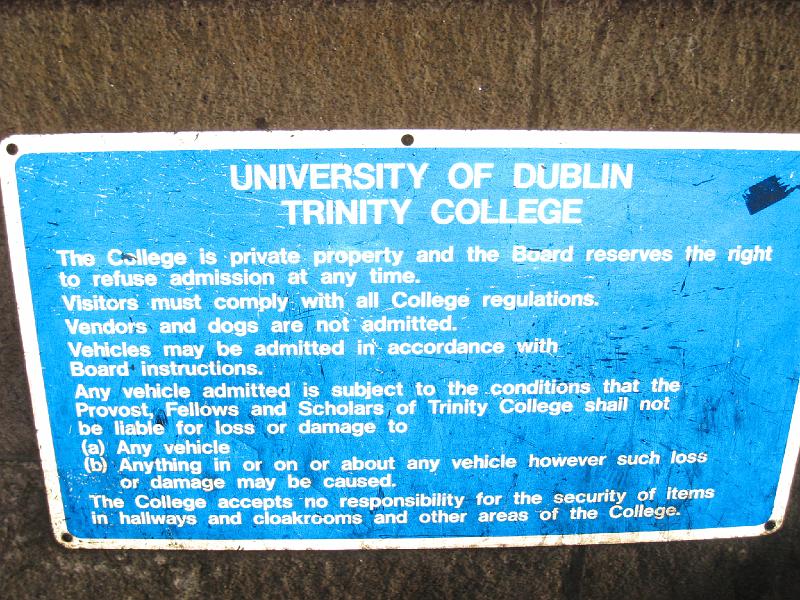 UNIVERSITY OF DUBLIN
TRINITY COLLEGE
The College is private property and the Board reserves the right
to refuse admission at any time.
Visitors must comply with all College regulations.
Vendors and dogs are not admitted.
Vehicles may be admitted in accordance with
Board instructions.
Any vehicle admitted is subject to the conditions that the
Provost, Fellows and Scholars of Trinity College shall not
be liable for loss or damage to
(a) Any vehicle
(b) Anything in or on or about any vehicle however such loss
or damage may be caused.
The College accepts no responsibility for the security of items
in hallways and cloakrooms and other areas of the College.